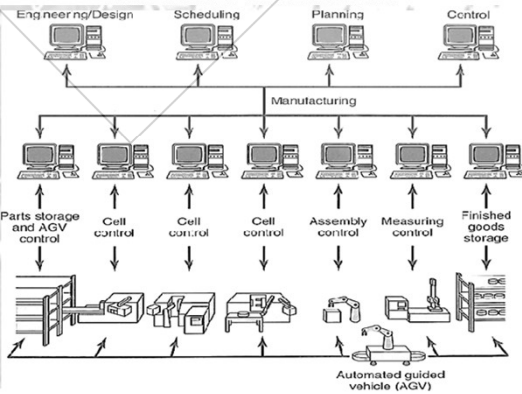 Engineering/Design
Scheduling
Planning
Control
Manufacturing
Parts storage
and AGV
control
Cell
control
Cell
control
Cell
control
Assembly
control
Measuring
control
Finished
goods
storage
Automated guided
vehicle (AGV)